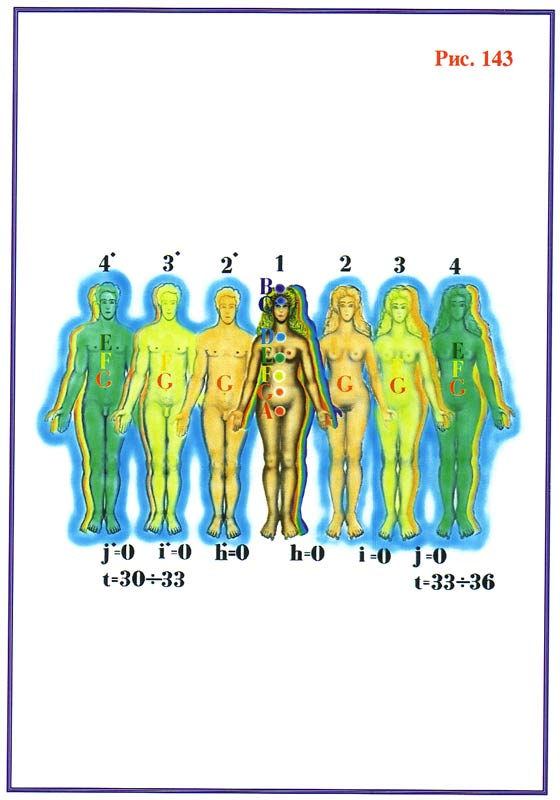 Рис. 143
4• 3• 2• 1 2 3 4
B
C
D
E E E
F F F F F
G G G G G G G
A
j•=0 i•=0 h•=0 h=0 i=0 j=0
t=30÷33 t=33÷36